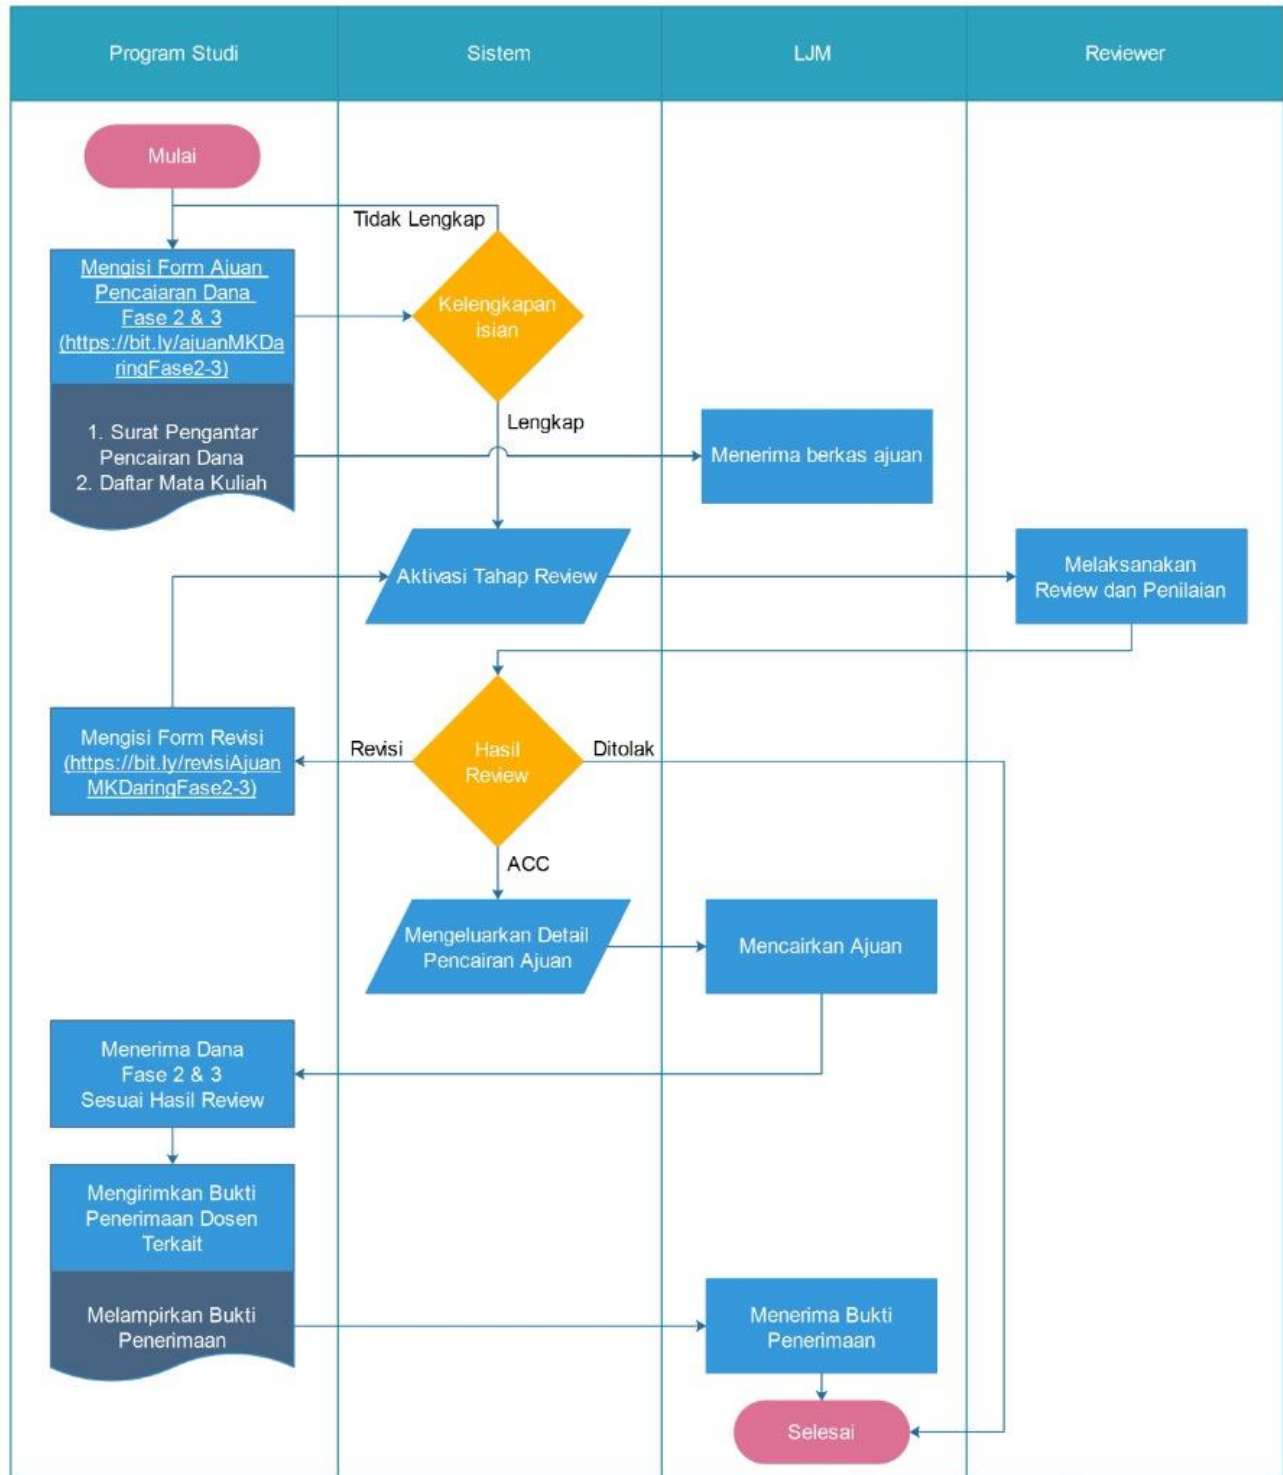 Program Studi
Sistem
LJM
Reviewer
Mulai
Tidak Lengkap
Mengisi Form Ajuan
Pencaiaran Dana
Fase 2 & 3
(https://bit.ly/ajuanMKDa
ringFase2-3)
Kelengkapan
isian
Lengkap
1. Surat Pengantar
Pencairan Dana
2. Daftar Mata Kuliah
Menerima berkas ajuan
Aktivasi Tahap Review
Melaksanakan
Review dan Penilaian
Mengisi Form Revisi
(https://bit.ly/revisiAjuan
MKDaringFase2-3)
Revisi
Hasil
Review
Ditolak
ACC
Mengeluarkan Detail
Pencairan Ajuan
Mencairkan Ajuan
Menerima Dana
Fase 2 & 3
Sesuai Hasil Review
Mengirimkan Bukti
Penerimaan Dosen
Terkait
Melampirkan Bukti
Penerimaan
Menerima Bukti
Penerimaan
Selesai